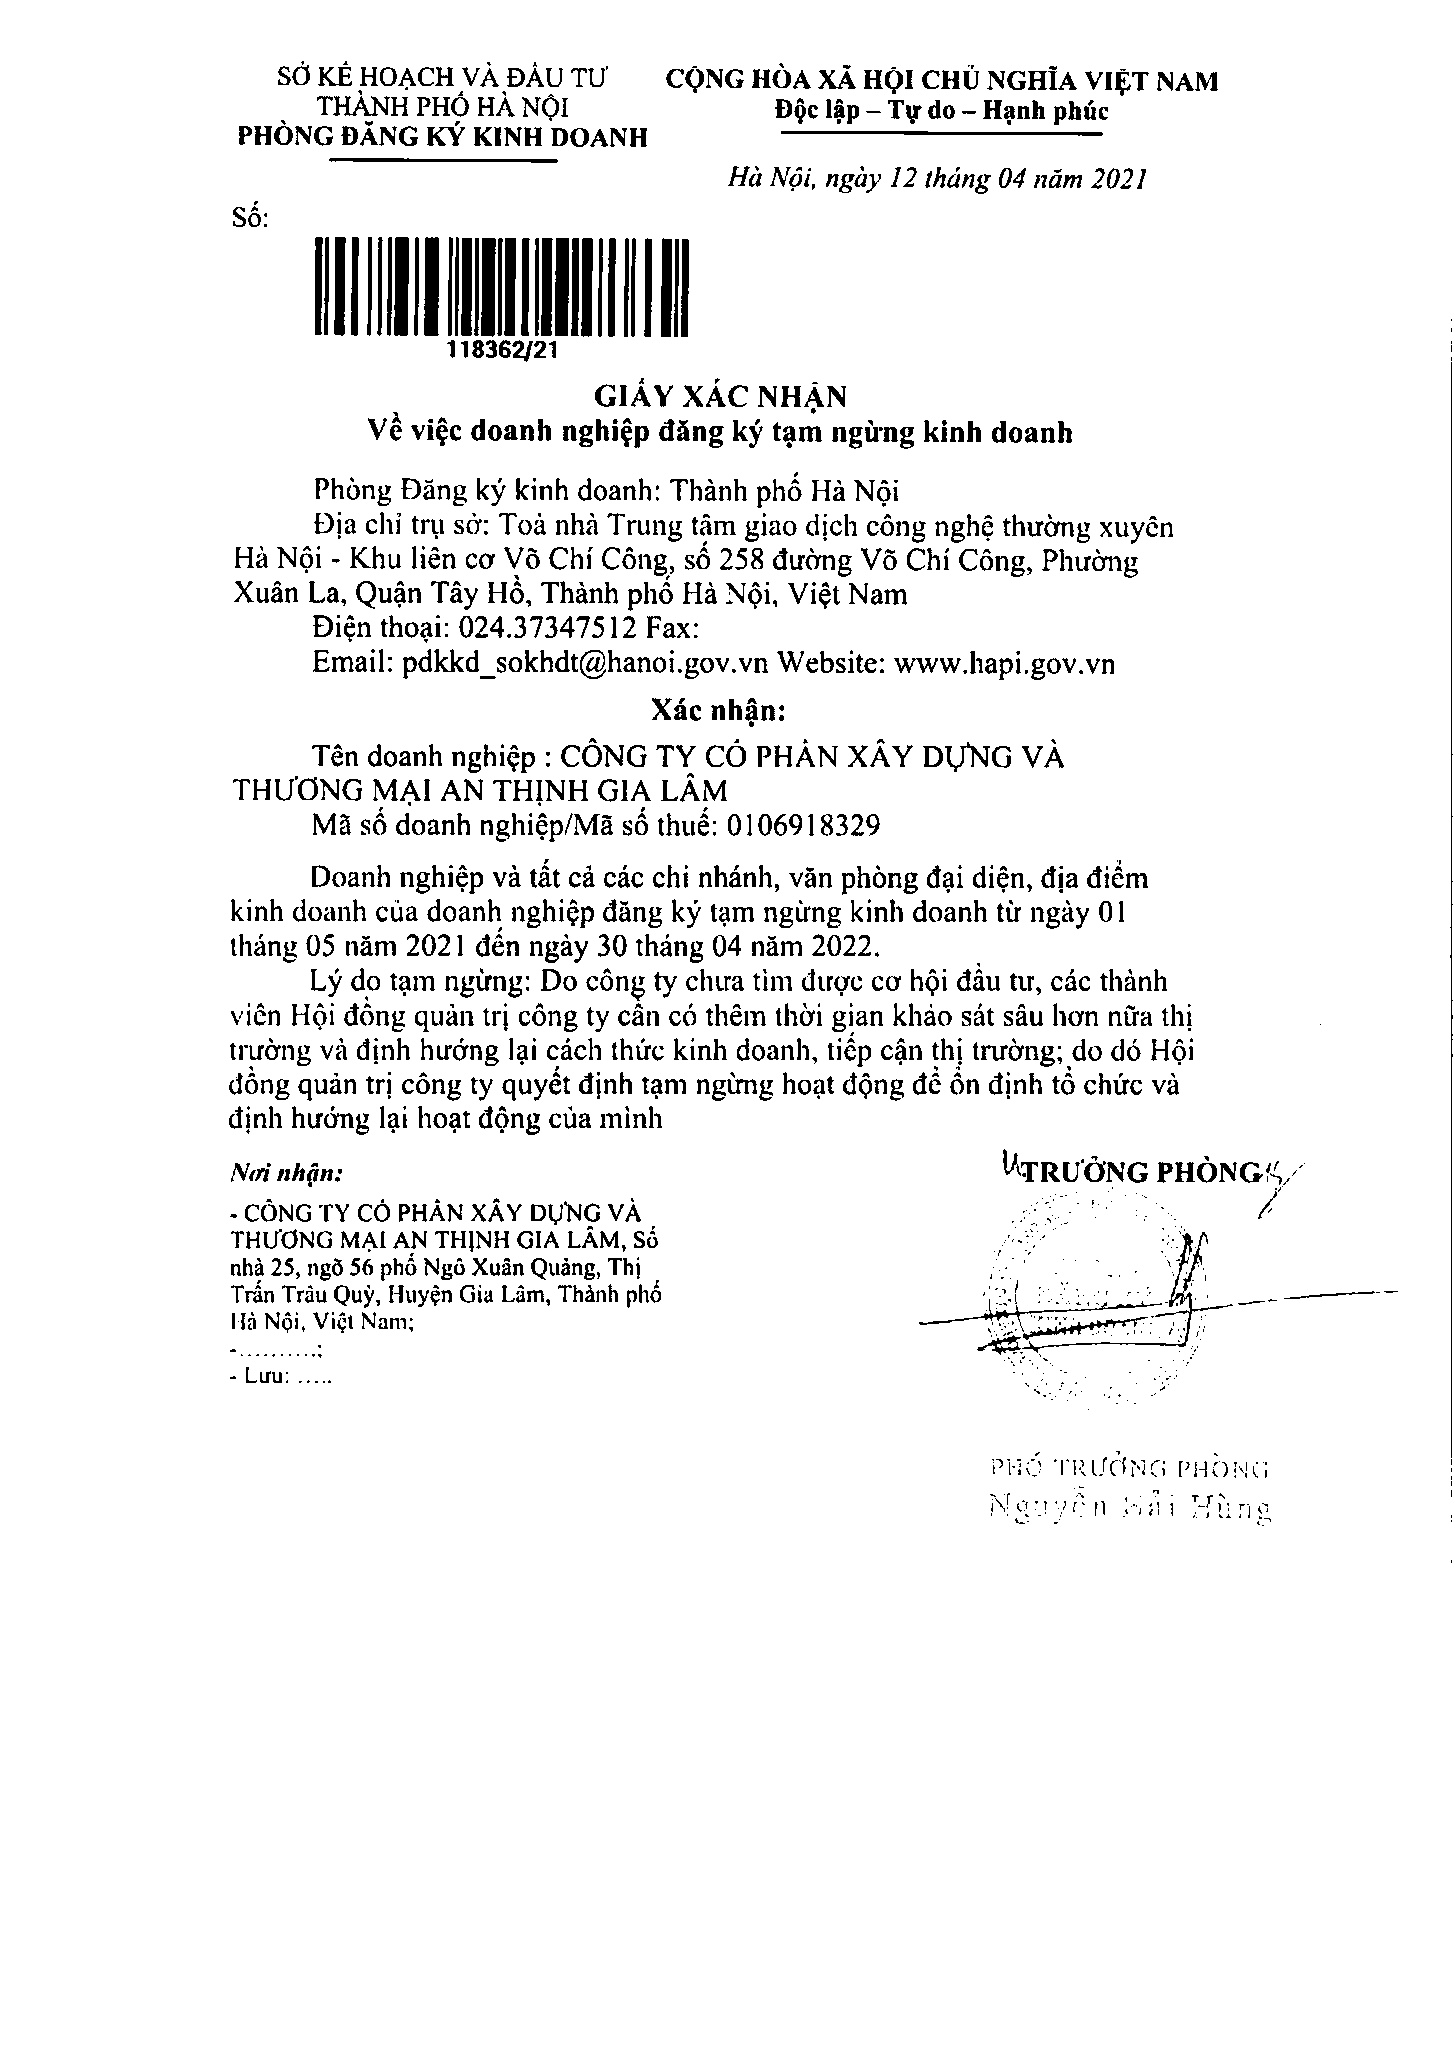 SỞ KẾ HOẠCH VÀ ĐẦU TƯ
THÀNH PHỐ HÀ NỘI
PHÒNG ĐĂNG KÝ KINH DOANH
CỘNG HÒA XÃ HỘI CHỦ NGHĨA VIỆT NAM
Độc lập – Tự do – Hạnh phúc
Hà Nội, ngày 12 tháng 04 năm 2021
Số:
118362/21
GIẤY XÁC NHẬN
Về việc doanh nghiệp đăng ký tạm ngừng kinh doanh
Phòng Đăng ký kinh doanh: Thành phố Hà Nội
Địa chỉ trụ sở: Toà nhà Trung tâm giao dịch công nghệ thường xuyên
Hà Nội - Khu liên cơ Võ Chí Công, số 258 đường Võ Chí Công, Phường
Xuân La, Quận Tây Hồ, Thành phố Hà Nội, Việt Nam
Điện thoại: 024.37347512 Fax:
Email: pdkkd_sokhdt@hanoi.gov.vn Website: www.hapi.gov.vn
Xác nhận:
Tên doanh nghiệp : CÔNG TY CỔ PHẦN XÂY DỰNG VÀ
THƯƠNG MẠI AN THỊNH GIA LÂM
Mã số doanh nghiệp/Mã số thuế: 0106918329
Doanh nghiệp và tất cả các chi nhánh, văn phòng đại diện, địa điểm
kinh doanh của doanh nghiệp đăng ký tạm ngừng kinh doanh từ ngày 01
tháng 05 năm 2021 đến ngày 30 tháng 04 năm 2022.
Lý do tạm ngừng: Do công ty chưa tìm được cơ hội đầu tư, các thành
viên Hội đồng quản trị công ty cần có thêm thời gian khảo sát sâu hơn nữa thị
trường và định hướng lại cách thức kinh doanh, tiếp cận thị trường; do dó Hội
đồng quản trị công ty quyết định tạm ngừng hoạt động để ổn định tổ chức và
định hướng lại hoạt động của mình
Nơi nhận:
- CÔNG TY CỔ PHẦN XÂY DỰNG VÀ
THƯƠNG MẠI AN THỊNH GIA LÂM, Số
nhà 25, ngõ 56 phố Ngô Xuân Quảng, Thị
Trấn Trâu Quỳ, Huyện Gia Lâm, Thành phố
Hà Nội, Việt Nam;
-..........;
- Lưu: .....
TRƯỞNG PHÒNG
PHÓ TRƯỞNG PHÒNG
Nguyễn Hải Hùng